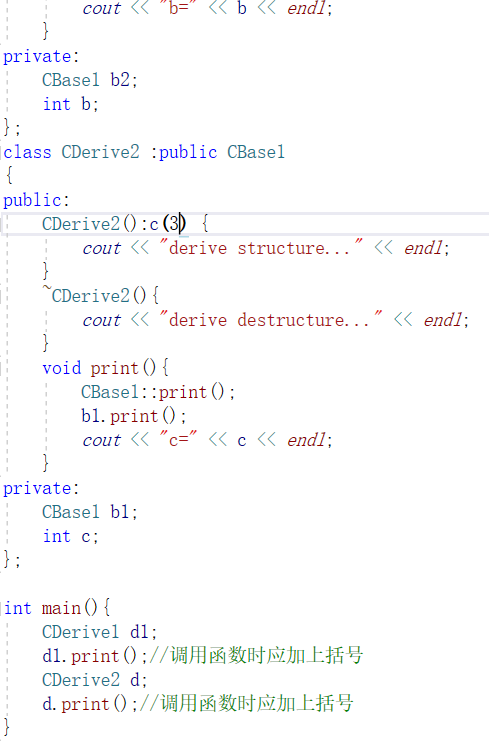 cout << "b=" << b << endl;
}
private:
CBase1 b2;
int b;
};
class CDerive2 :public CBase1
{
public:
CDerive2():c(3) {
cout << "derive structure..." << endl;
}
~CDerive2(){
cout << "derive destructure..." << endl;
}
void print(){
CBase1::print();
b1.print();
cout << "c=" << c << endl;
}
private:
CBase1 b1;
int c;
};
int main(){
CDerive1 d1;
d1.print();//调用函数时应加上括号
CDerive2 d;
d.print();//调用函数时应加上括号
}